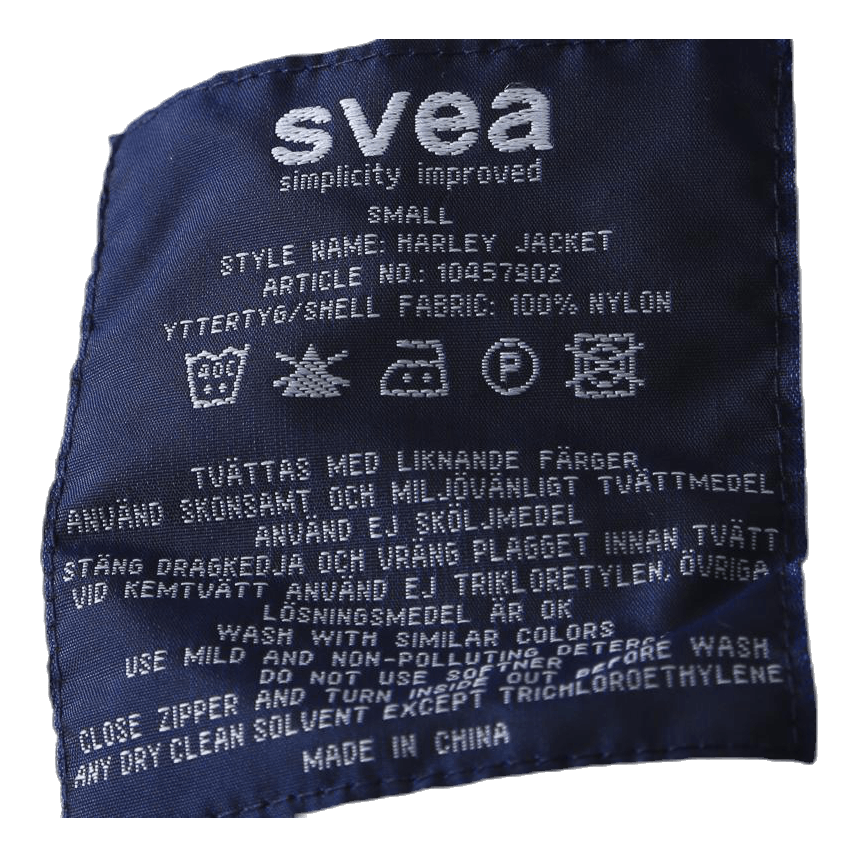 svea
simplicity improved
SMALL
STYLE NAME: HARLEY JACKET
ARTICLE NO.: 10457902
YTTERTYG/SHELL FABRIC: 100% NYLON
40C
P
TVÄTTAS MED LIKNANDE FÄRGER.
ANVÄND SKONSAMT OCH MILJÖVÄNLIGT TVÄTTMEDEL
ANVÄND EJ SKÖLJMEDEL
STÄNG DRAGKEDJA OCH VRÄNG PLAGGET INNAN TVÄTT
VID KEMTVÄTT ANVÄND EJ TRIKLORETYLEN. ÖVRIGA
LÖSNINGSMEDEL ÄR OK
WASH WITH SIMILAR COLORS
USE MILD AND NON-POLLUTING
DO NOT USE
CLOSE ZIPPER AND TURN INSIDE OUT BEFORE WASH
ANY DRY CLEAN SOLVENT EXCEPT TRICHLOROETHYLENE
MADE IN CHINA